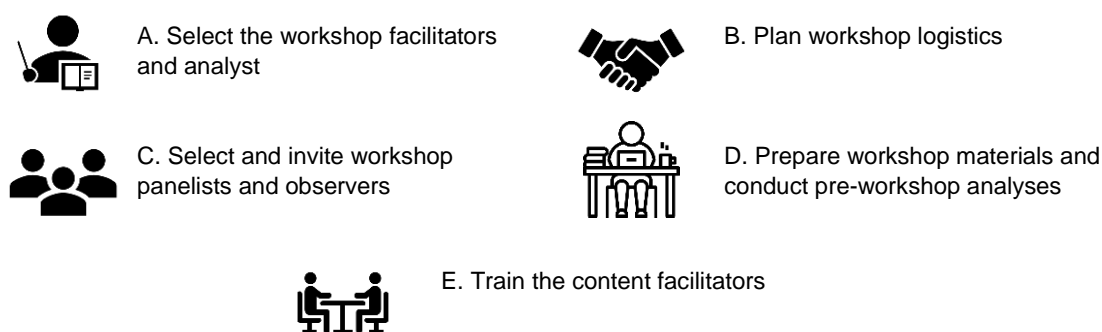 A. Select the workshop facilitators
and analyst
B. Plan workshop logistics
C. Select and invite workshop
panelists and observers
D. Prepare workshop materials and
conduct pre-workshop analyses
E. Train the content facilitators